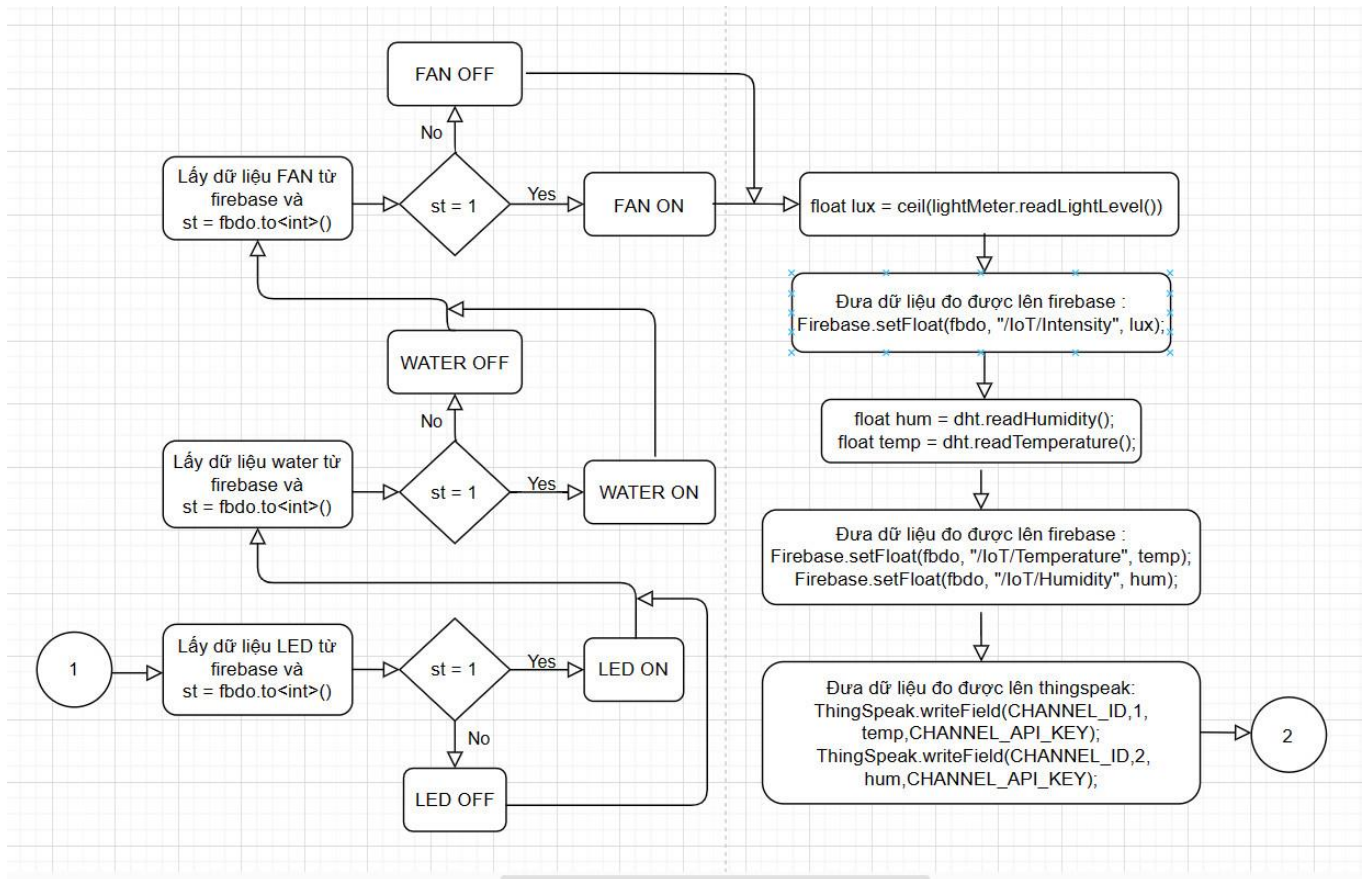 FAN OFF
No
Lấy dữ liệu FAN từ
firebase và
st = fbdo.to<int>()
st = 1
Yes
FAN ON
WATER OFF
No
Lấy dữ liệu water từ
firebase và
st = fbdo.to<int>()
st = 1
Yes
WATER ON
1
Lấy dữ liệu LED từ
firebase và
st = fbdo.to<int>()
st = 1
Yes
LED ON
No
LED OFF
float lux = ceil(lightMeter.readLightLevel())
Đưa dữ liệu đo được lên firebase :
Firebase.setFloat(fbdo, "/IoT/Intensity", lux);
float hum = dht.readHumidity();
float temp = dht.readTemperature();
Đưa dữ liệu đo được lên firebase :
Firebase.setFloat(fbdo, "/IoT/Temperature", temp);
Firebase.setFloat(fbdo, "/IoT/Humidity", hum);
Đưa dữ liệu đo được lên thingspeak:
ThingSpeak.writeField(CHANNEL_ID,1,
temp,CHANNEL_API_KEY);
ThingSpeak.writeField(CHANNEL_ID,2,
hum,CHANNEL_API_KEY);
2